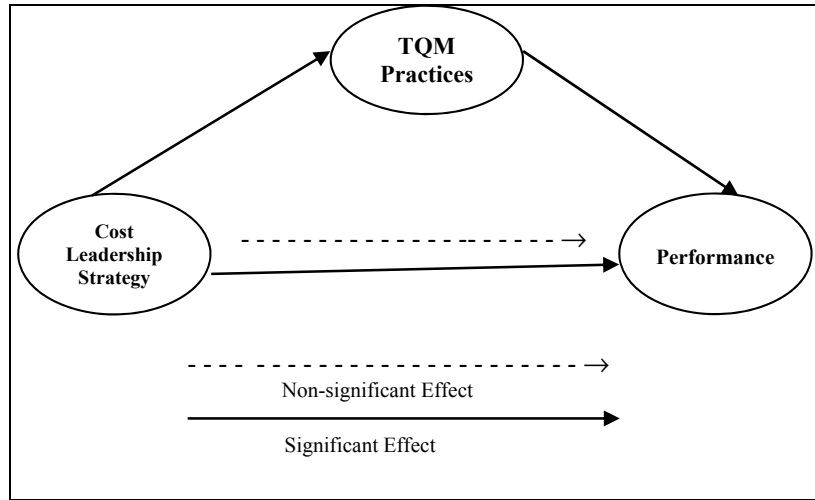 TQM
Practices
Cost
Leadership
Strategy
Performance
Non-significant Effect
Significant Effect